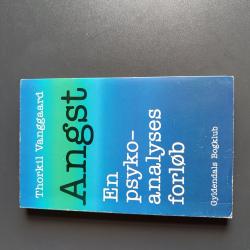 Thorkil Vanggaard
Angst
En
psyko-
analyses
forløb
Gyldendals Bogklub